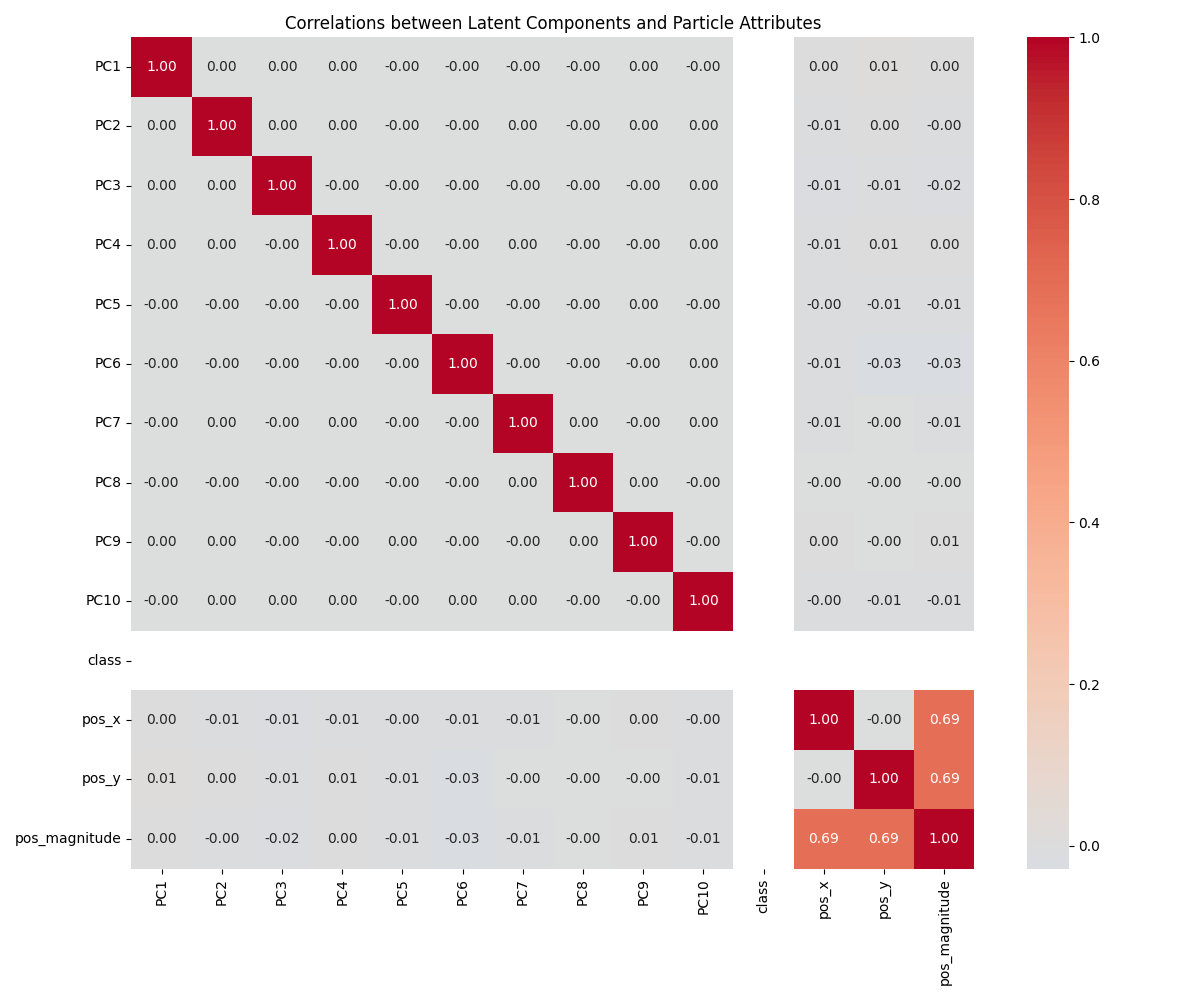 Correlations between Latent Components and Particle Attributes
PC1 1.00 0.00 0.00 0.00 -0.00 -0.00 -0.00 -0.00 0.00 -0.00 0.00 0.01 0.00
PC2 0.00 1.00 0.00 0.00 -0.00 -0.00 0.00 -0.00 0.00 0.00 -0.01 0.00 -0.00
PC3 0.00 0.00 1.00 -0.00 -0.00 -0.00 -0.00 -0.00 -0.00 0.00 -0.01 -0.01 -0.02
PC4 0.00 0.00 -0.00 1.00 -0.00 -0.00 0.00 -0.00 -0.00 0.00 -0.01 0.01 0.00
PC5 -0.00 -0.00 -0.00 -0.00 1.00 -0.00 -0.00 -0.00 0.00 -0.00 -0.00 -0.01 -0.01
PC6 -0.00 -0.00 -0.00 -0.00 -0.00 1.00 -0.00 -0.00 -0.00 0.00 -0.01 -0.03 -0.03
PC7 -0.00 0.00 -0.00 0.00 -0.00 -0.00 1.00 0.00 -0.00 0.00 -0.01 -0.00 -0.01
PC8 -0.00 -0.00 -0.00 -0.00 -0.00 -0.00 0.00 1.00 0.00 -0.00 -0.00 -0.00 -0.00
PC9 0.00 0.00 -0.00 -0.00 0.00 -0.00 -0.00 0.00 1.00 -0.00 0.00 -0.00 0.01
PC10 -0.00 0.00 0.00 0.00 -0.00 0.00 0.00 -0.00 -0.00 1.00 -0.00 -0.01 -0.01
class
pos_x 0.00 -0.01 -0.01 -0.01 -0.00 -0.01 -0.01 -0.00 0.00 -0.00 1.00 -0.00 0.69
pos_y 0.01 0.00 -0.01 0.01 -0.01 -0.03 -0.00 -0.00 -0.00 -0.01 -0.00 1.00 0.69
pos_magnitude 0.00 -0.00 -0.02 0.00 -0.01 -0.03 -0.01 -0.00 0.01 -0.01 0.69 0.69 1.00
PC1 PC2 PC3 PC4 PC5 PC6 PC7 PC8 PC9 PC10 class pos_x pos_y pos_magnitude
1.0
0.8
0.6
0.4
0.2
0.0